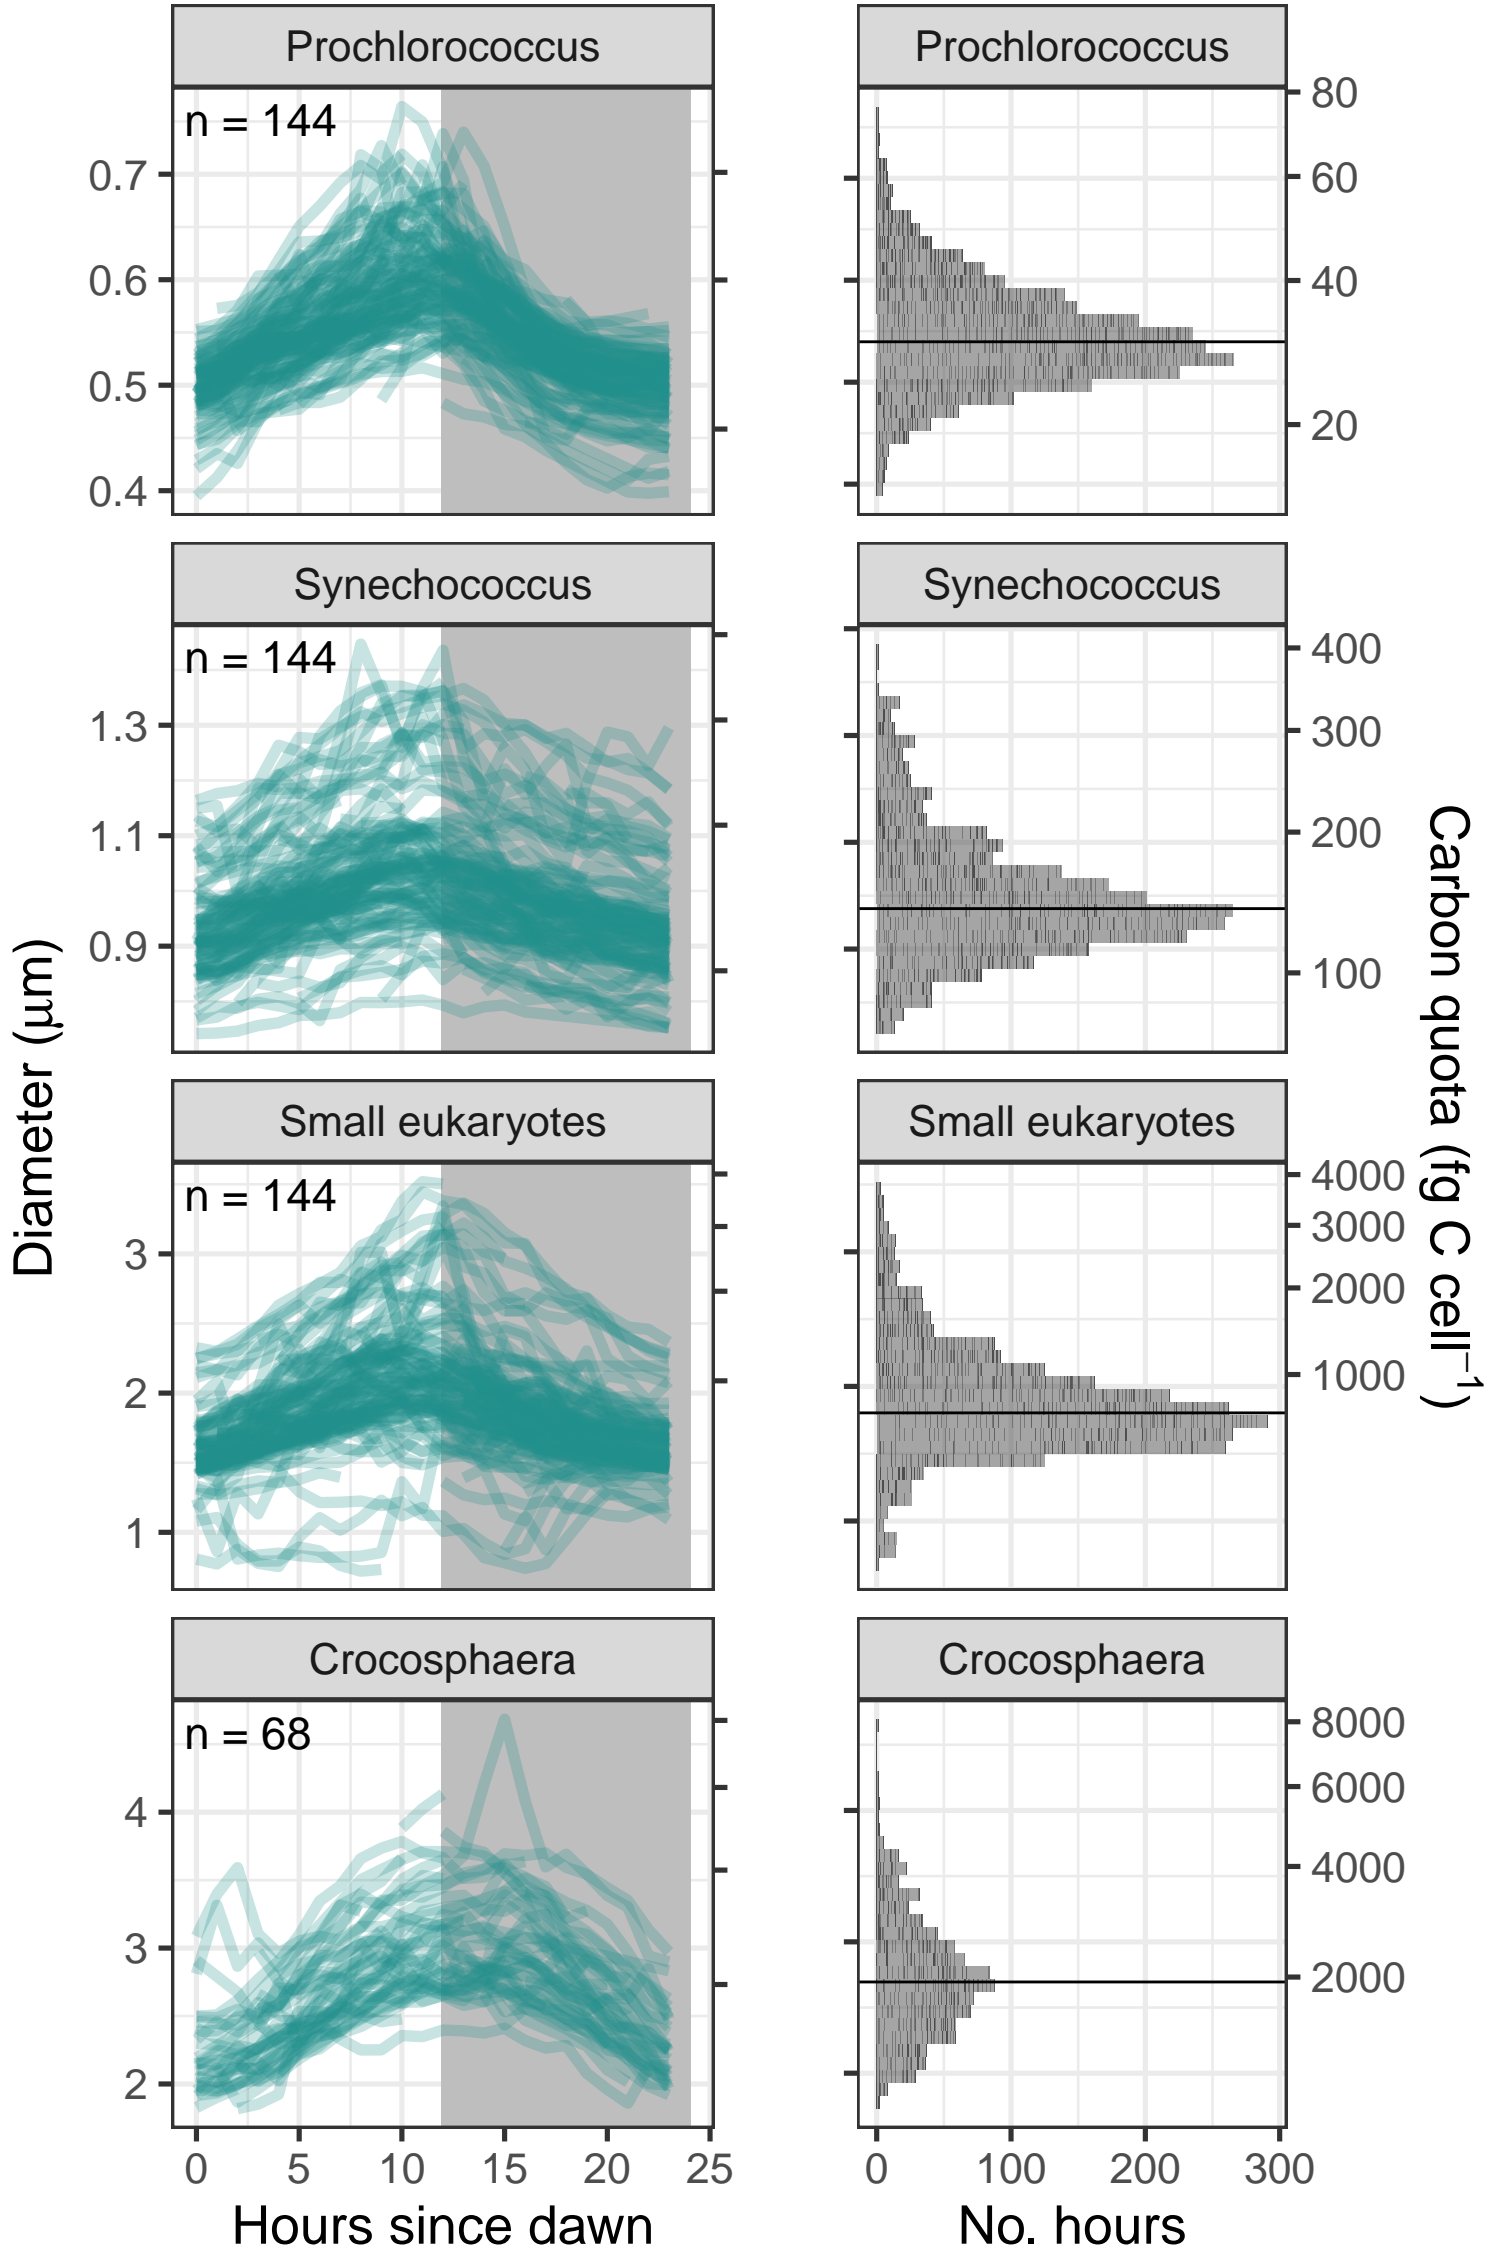 Prochlorococcus
Prochlorococcus
n = 144
0.7
0.6
0.5
0.4
80
60
40
20
Synechococcus
Synechococcus
n = 144
1.3
1.1
0.9
400
300
200
100
Small eukaryotes
Small eukaryotes
n = 144
3
2
1
4000
3000
2000
1000
Crocosphaera
Crocosphaera
n = 68
4
3
2
8000
6000
4000
2000
0 5 10 15 20 25
0 100 200 300
Hours since dawn
No. hours
Diameter (μm)
Carbon quota (fg C cell⁻¹)